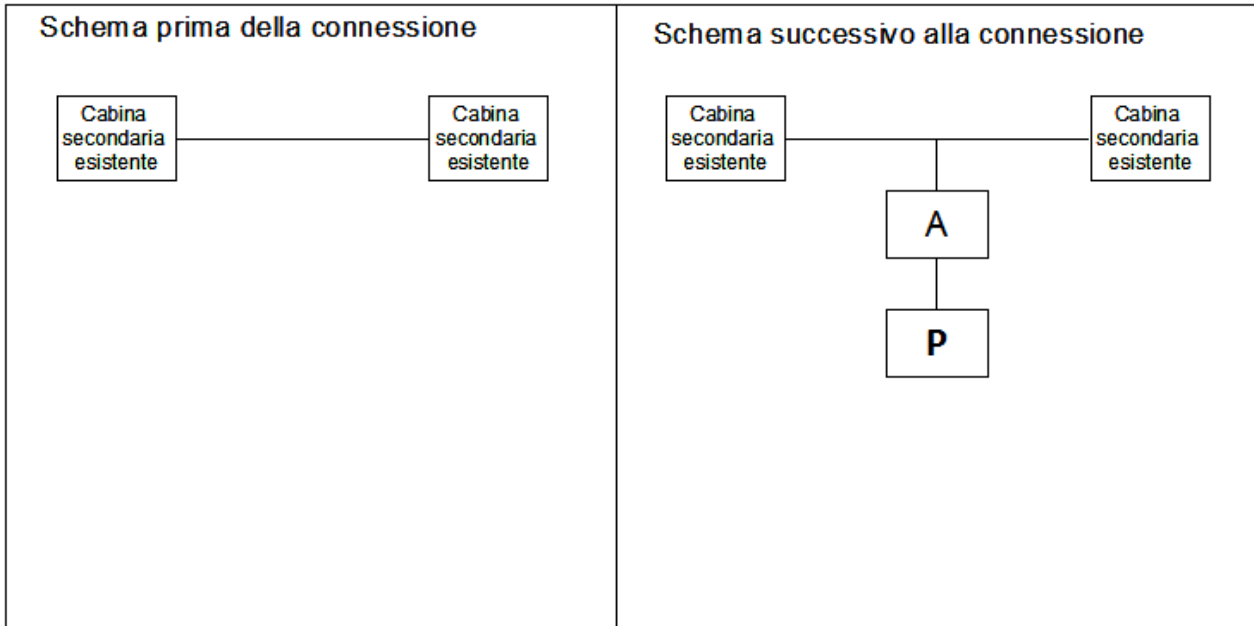 Schema prima della connessione
Cabina
secondaria
esistente
Cabina
secondaria
esistente
Schema successivo alla connessione
Cabina
secondaria
esistente
Cabina
secondaria
esistente
A
P